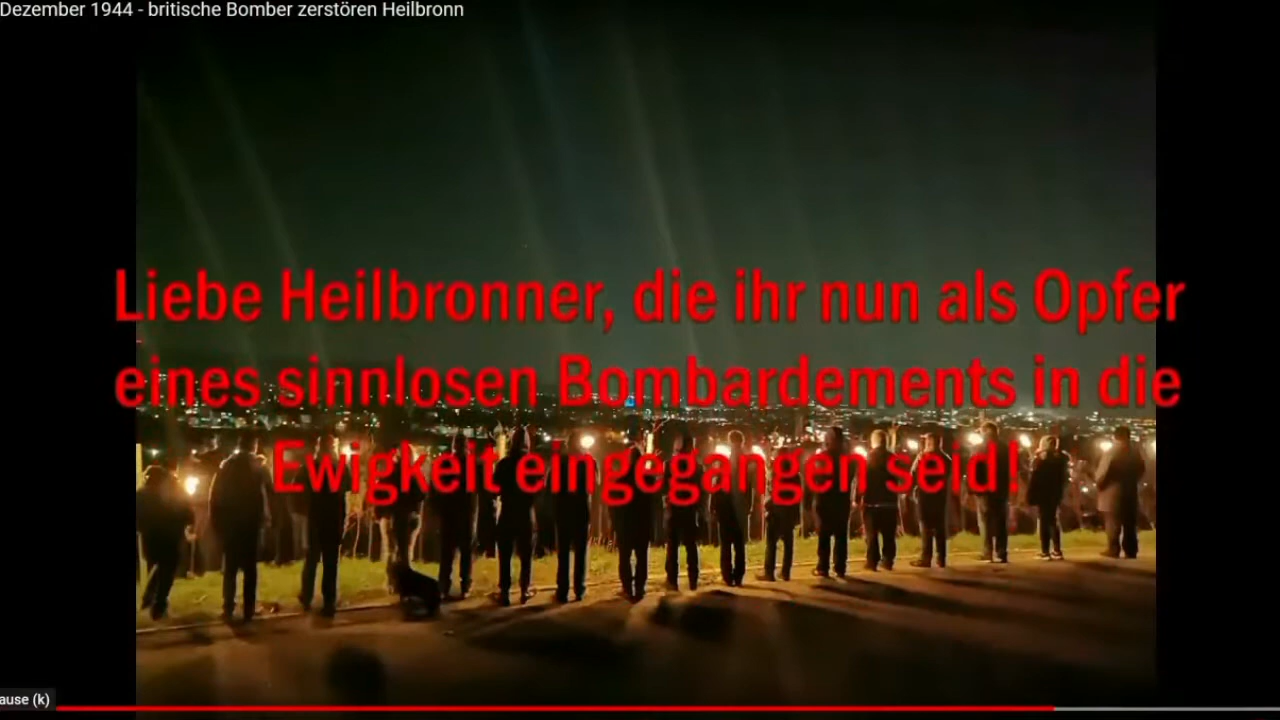 Dezember 1944 - britische Bomber zerstören Heilbronn
Liebe Heilbronner, die ihr nun als Opfer
eines sinnlosen Bombardements in die
Ewigkeit eingegangen seid!
ause (k)